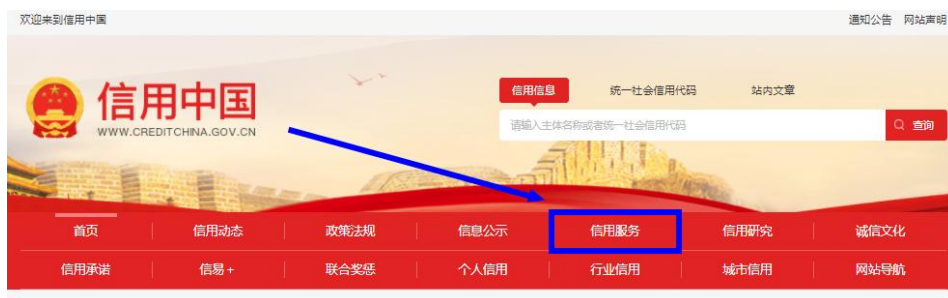 欢迎来到信用中国
通知公告 网站声明
信用中国
WWW.CREDITCHINA.GOV.CN
信用信息 统一社会信用代码 站内文章
请输入主体名称或者统一社会信用代码 查询
首页 信用动态 政策法规 信息公示 信用服务 信用研究 诚信文化
信用承诺 信易+ 联合奖惩 个人信用 行业信用 城市信用 网站导航